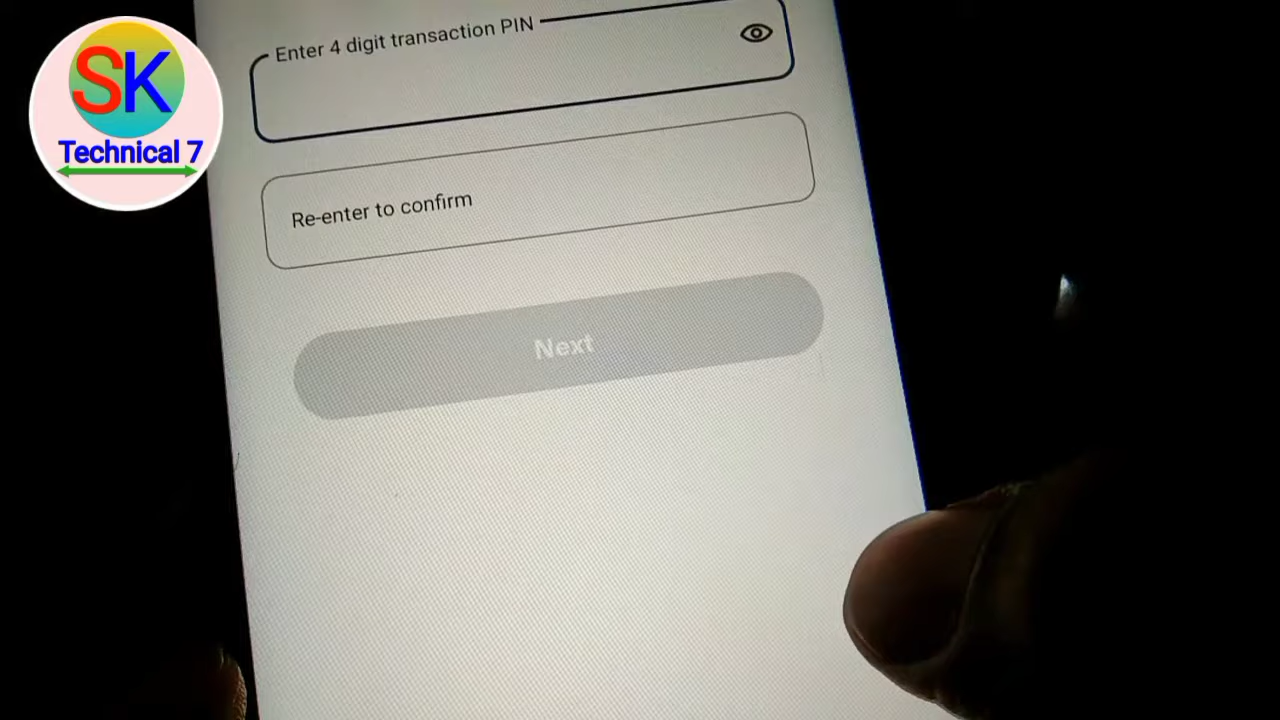 SK
Technical 7
Enter 4 digit transaction PIN
Re-enter to confirm
Next